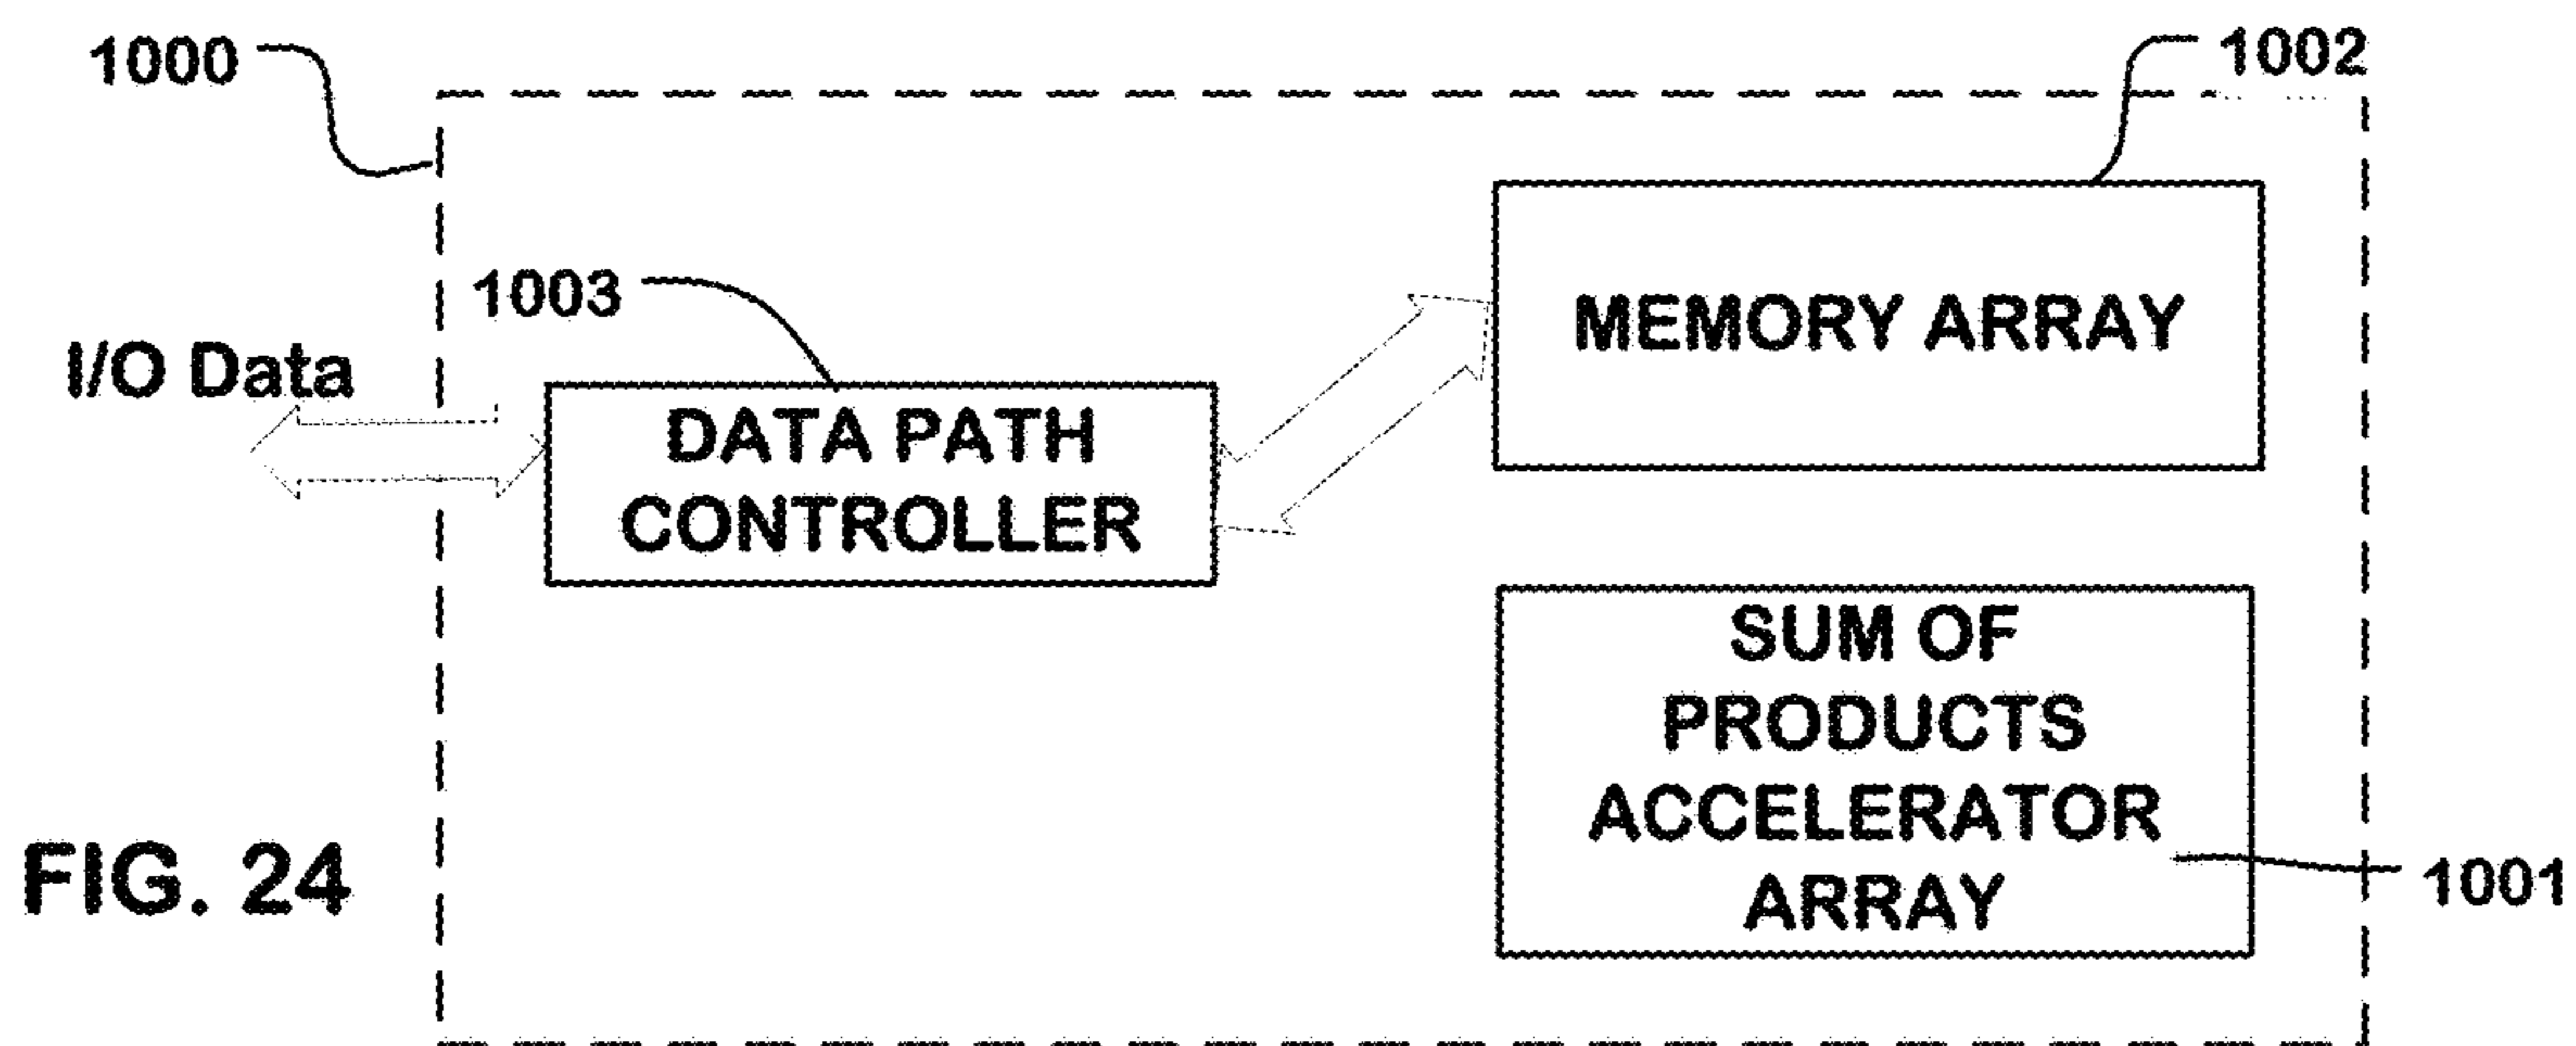 1000
1002
1003
I/O Data
MEMORY ARRAY
DATA PATH
CONTROLLER
SUM OF
PRODUCTS
ACCELERATOR
ARRAY
1001
FIG. 24